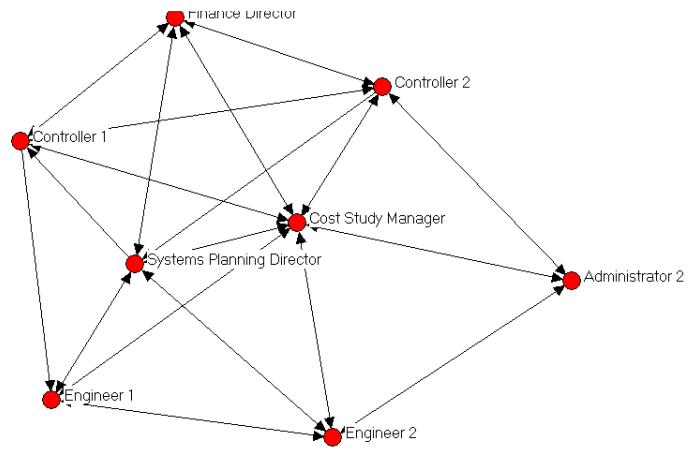 Finance Director
Controller 2
Controller 1
Cost Study Manager
Systems Planning Director
Administrator 2
Engineer 1
Engineer 2